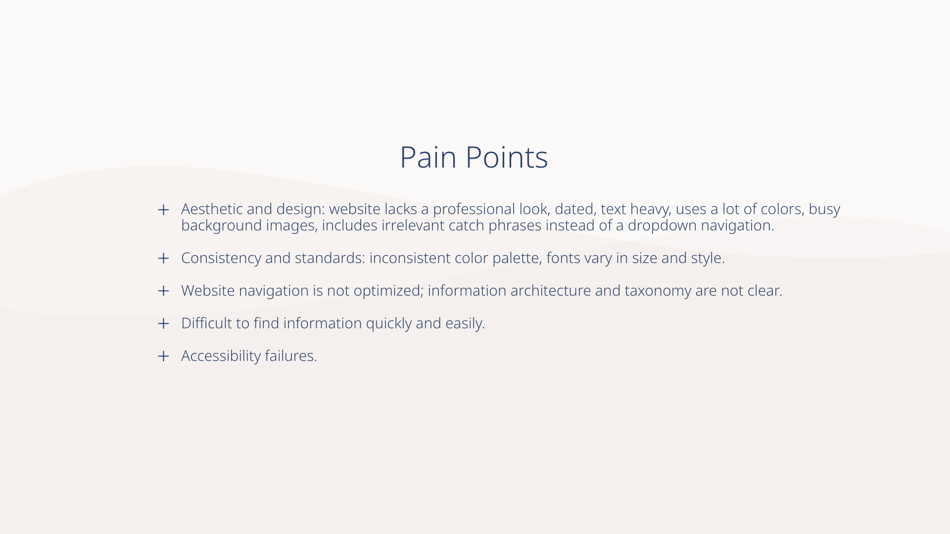 Pain Points
+ Aesthetic and design: website lacks a professional look, dated, text heavy, uses a lot of colors, busy
background images, includes irrelevant catch phrases instead of a dropdown navigation.
+ Consistency and standards: inconsistent color palette, fonts vary in size and style.
+ Website navigation is not optimized; information architecture and taxonomy are not clear.
+ Difficult to find information quickly and easily.
+ Accessibility failures.